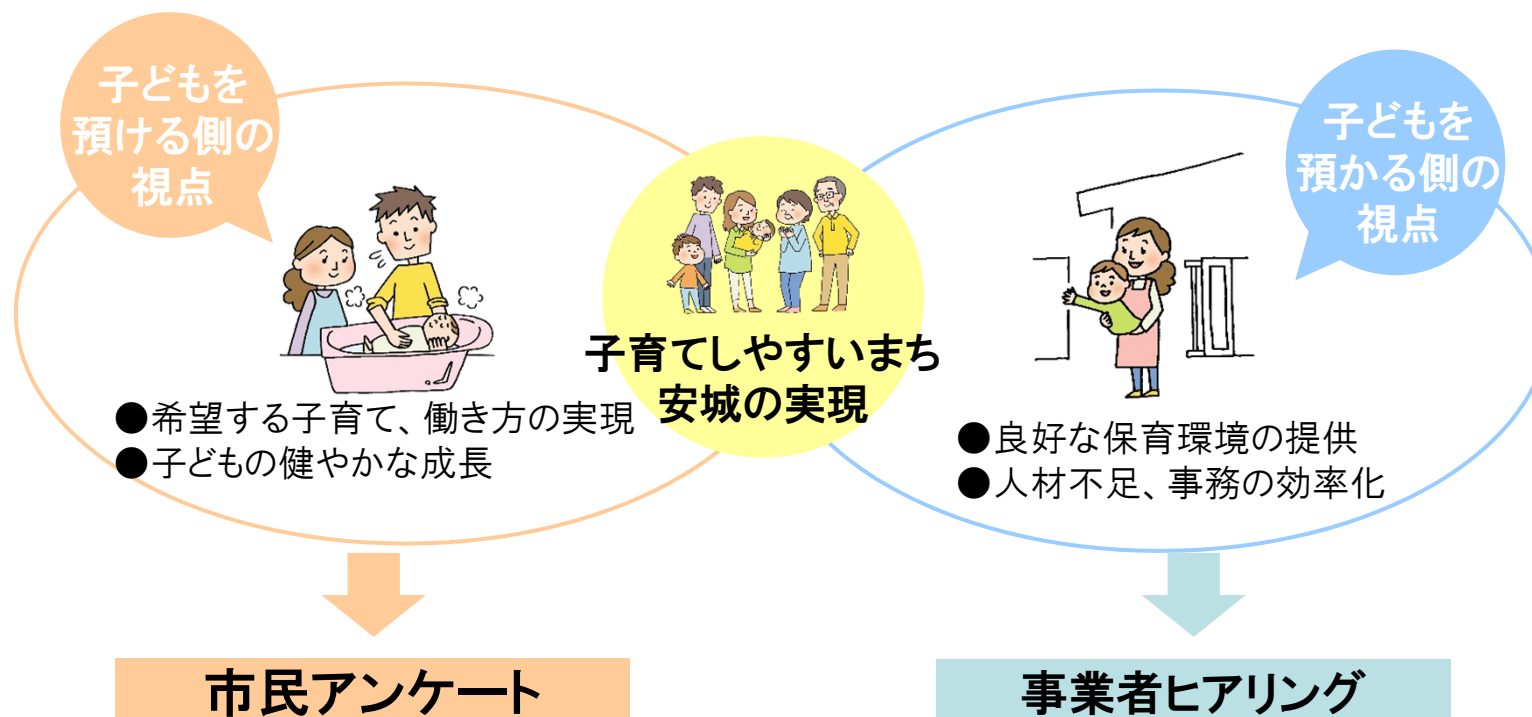 子どもを
預ける側の
視点
●希望する子育て、働き方の実現
●子どもの健やかな成長
子育てしやすいまち
安城の実現
子どもを
預かる側の
視点
●良好な保育環境の提供
●人材不足、事務の効率化
市民アンケート
事業者ヒアリング